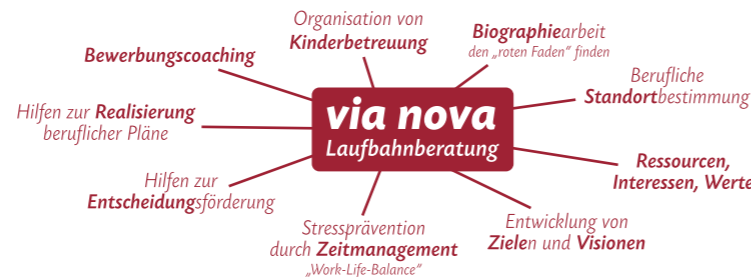 Organisation von
Kinderbetreuung
Biographiearbeit
den „roten Faden" finden
Bewerbungscoaching
Berufliche
Standortbestimmung
via nova
Laufbahnberatung
Hilfen zur Realisierung
beruflicher Pläne
Ressourcen,
Interessen, Werte
Hilfen zur
Entscheidungsförderung
Entwicklung von
Zielen und Visionen
Stressprävention
durch Zeitmanagement
„Work-Life-Balance"